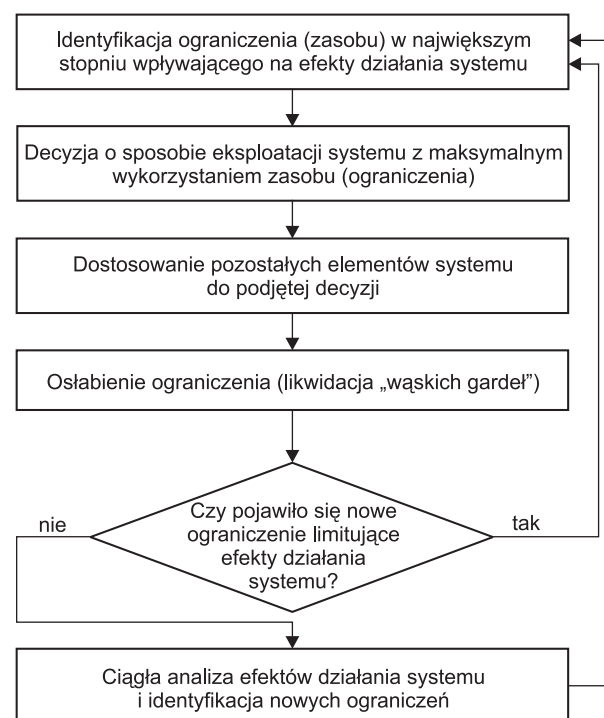 Identyfikacja ograniczenia (zasobu) w największym
stopniu wpływającego na efekty działania systemu
Decyzja o sposobie eksploatacji systemu z maksymalnym
wykorzystaniem zasobu (ograniczenia)
Dostosowanie pozostałych elementów systemu
do podjętej decyzji
Osłabienie ograniczenia (likwidacja „wąskich gardeł”)
Czy pojawiło się nowe
ograniczenie limitujące
efekty działania
systemu?
nie
tak
Ciągła analiza efektów działania systemu
i identyfikacja nowych ograniczeń